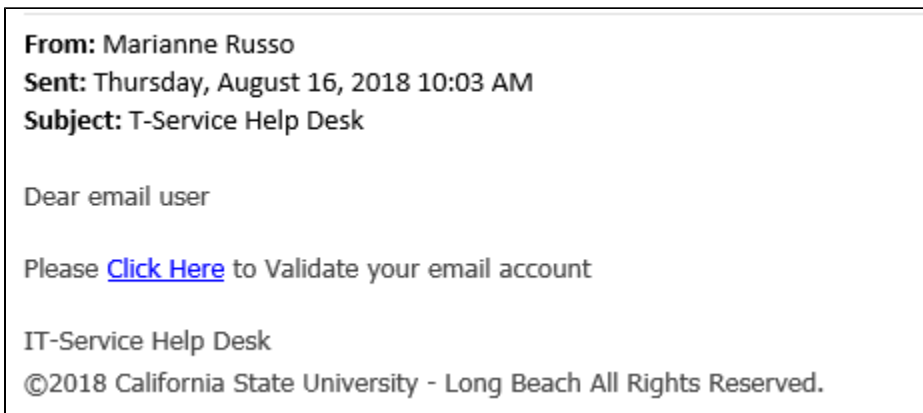 From: Marianne Russo
Sent: Thursday, August 16, 2018 10:03 AM
Subject: T-Service Help Desk
Dear email user
Please Click Here to Validate your email account
IT-Service Help Desk
©2018 California State University - Long Beach All Rights Reserved.